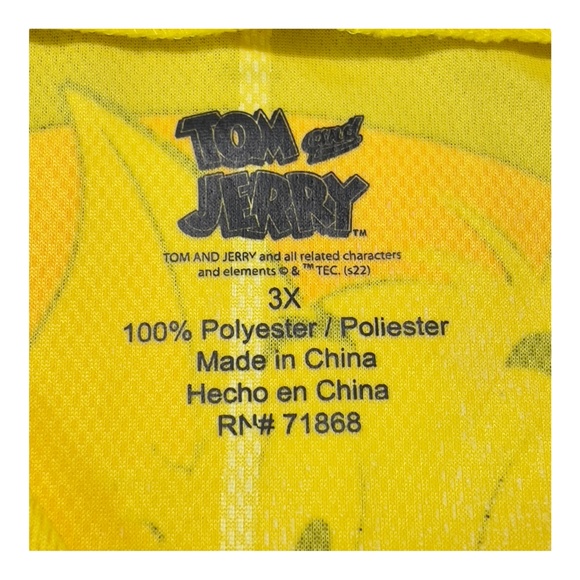 TOM and
JERRY™
TOM AND JERRY and all related characters
and elements © & ™ TEC. (s22)
3X
100% Polyester / Poliester
Made in China
Hecho en China
RN# 71868